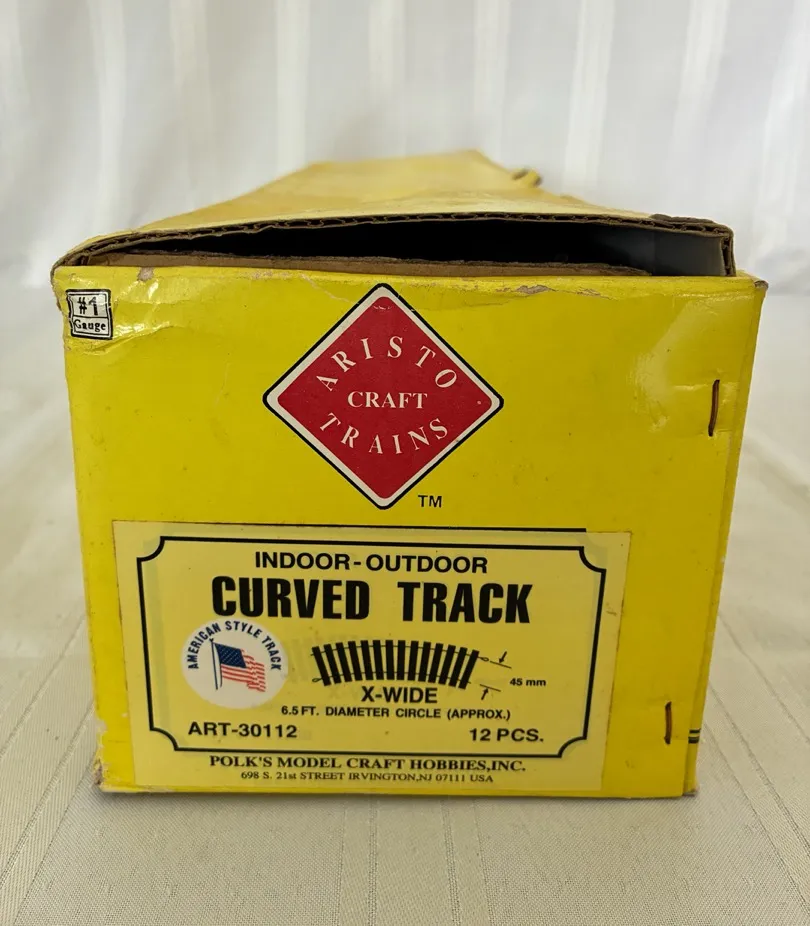 #1
Gauge
ARISTO
CRAFT
TRAINS
TM
INDOOR-OUTDOOR
CURVED TRACK
AMERICAN STYLE TRACK
45 mm
X-WIDE
6.5 FT. DIAMETER CIRCLE (APPROX.)
ART-30112 12 PCS.
POLK'S MODEL CRAFT HOBBIES,INC.
698 S. 21st STREET IRVINGTON,NJ 07111 USA